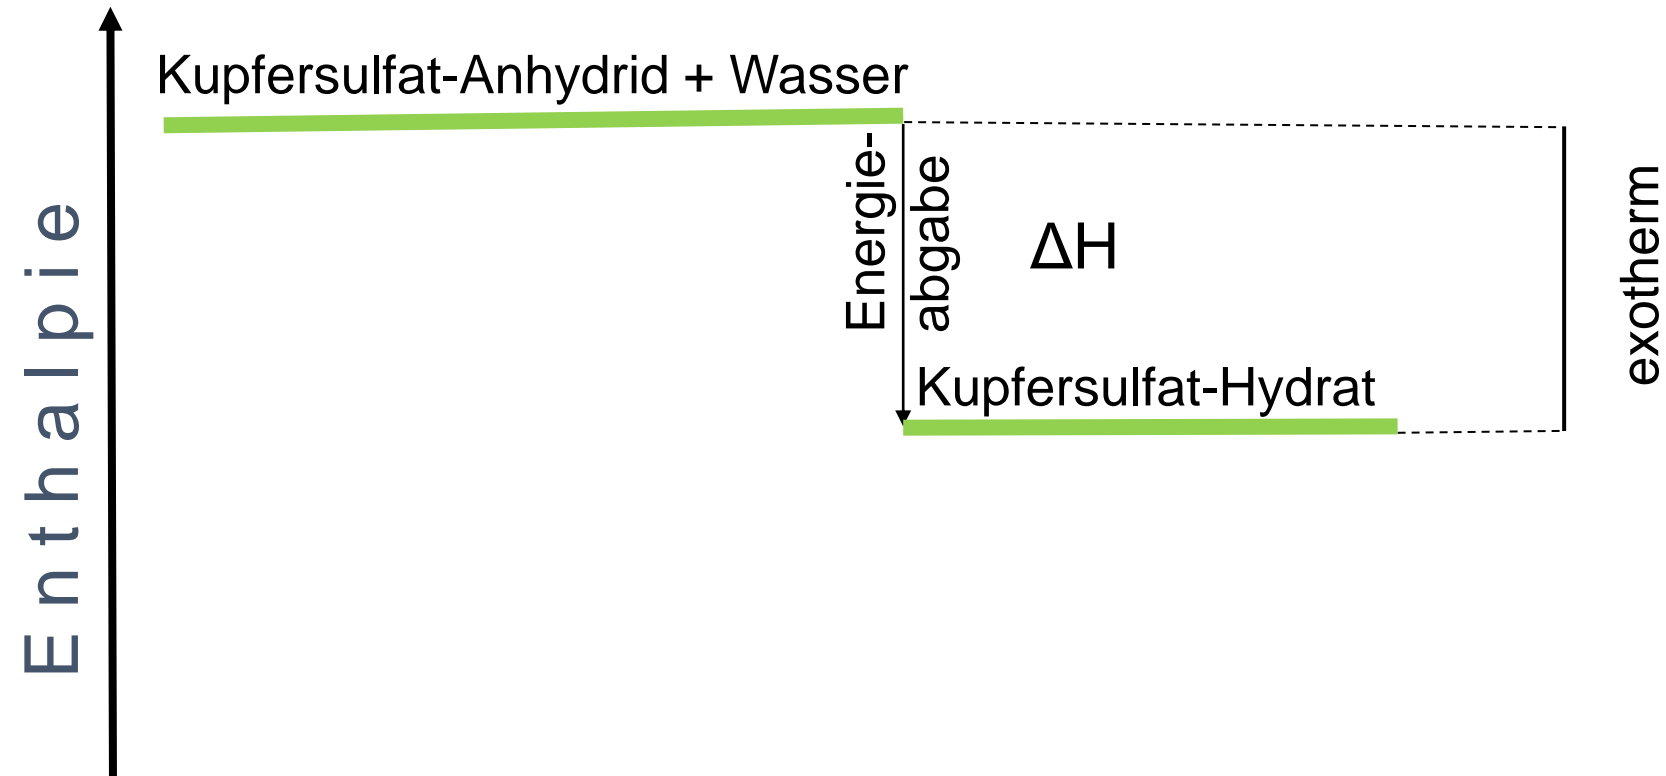 Enthalpie
Kupfersulfat-Anhydrid + Wasser
Energie-
abgabe
ΔH
Kupfersulfat-Hydrat
exotherm